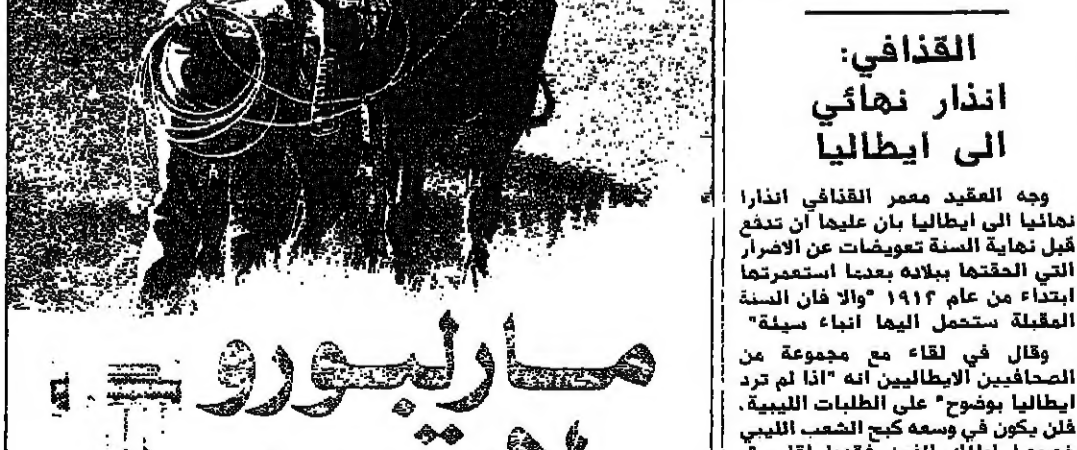 القذافي:
انذار نهائي
الى ايطاليا
وجه العقيد معمر القذافي انذارا
نهائيا الى ايطاليا بان عليها ان تدفع
قبل نهاية السنة تعويضات عن الاضرار
التي الحقتها ببلاده بعدما استعمرتها
ابتداء من عام ١٩١٢ "والا فان السنة
المقبلة ستحمل اليها انباء سيئة"
وقال في لقاء مع مجموعة من
الصحافيين الايطاليين انه "اذا لم ترد
ايطاليا بوضوح" على الطلبات الليبية،
فلن يكون في وسعه كبح الشعب الليبي
مارلبورو